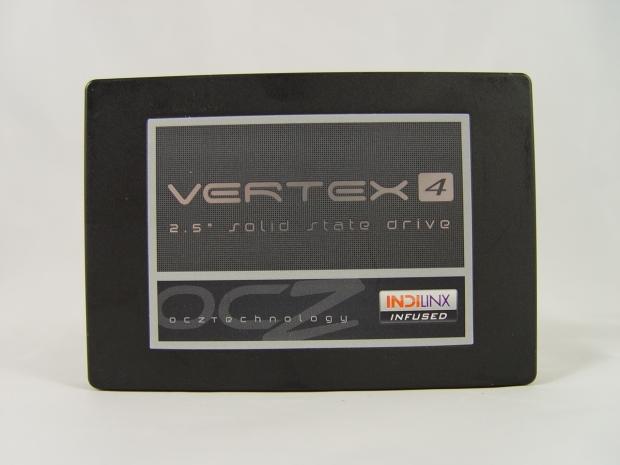 VERTEX 4
2.5" solid state drive
OCZ
OCZTECHNOLOGY
INDILINX
INFUSED